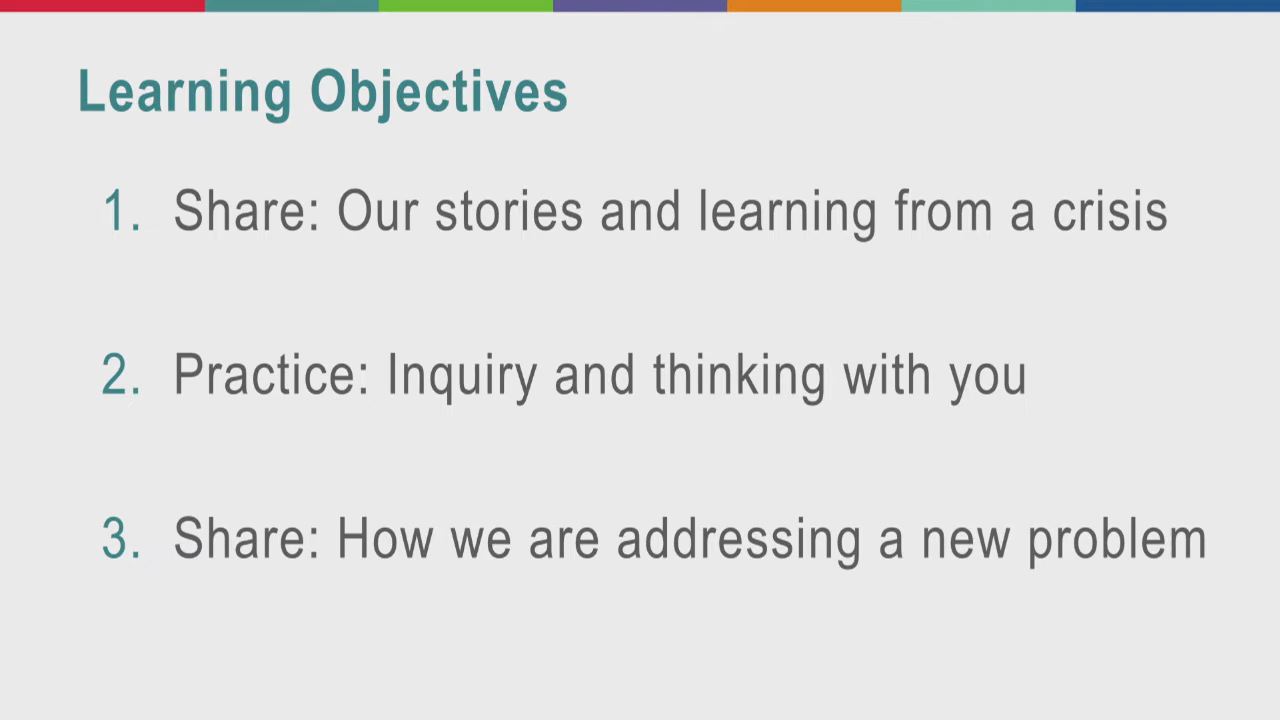 Learning Objectives
1. Share: Our stories and learning from a crisis
2. Practice: Inquiry and thinking with you
3. Share: How we are addressing a new problem